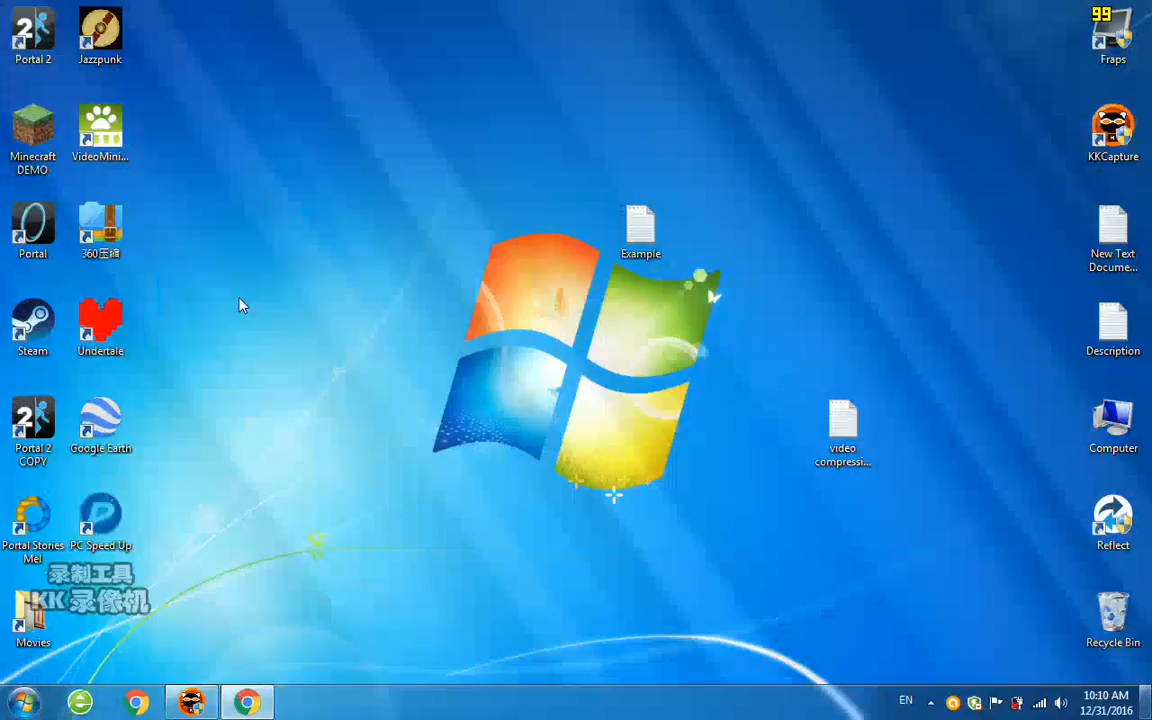 Portal 2
Jazzpunk
99
Fraps
Minecraft
DEMO
VideoMini...
KKCapture
Portal
360压缩
Example
New Text
Docume...
Steam
Undertale
Description
Portal 2
COPY
Google Earth
video
compressi...
Computer
Portal Stories
Mel
PC Speed Up
Reflect
录制工具
KK 录像机
Movies
Recycle Bin
EN
10:10 AM
12/31/2016